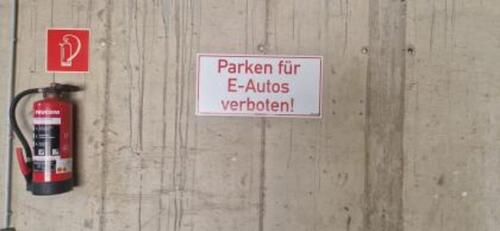 Parken für
E-Autos
verboten!